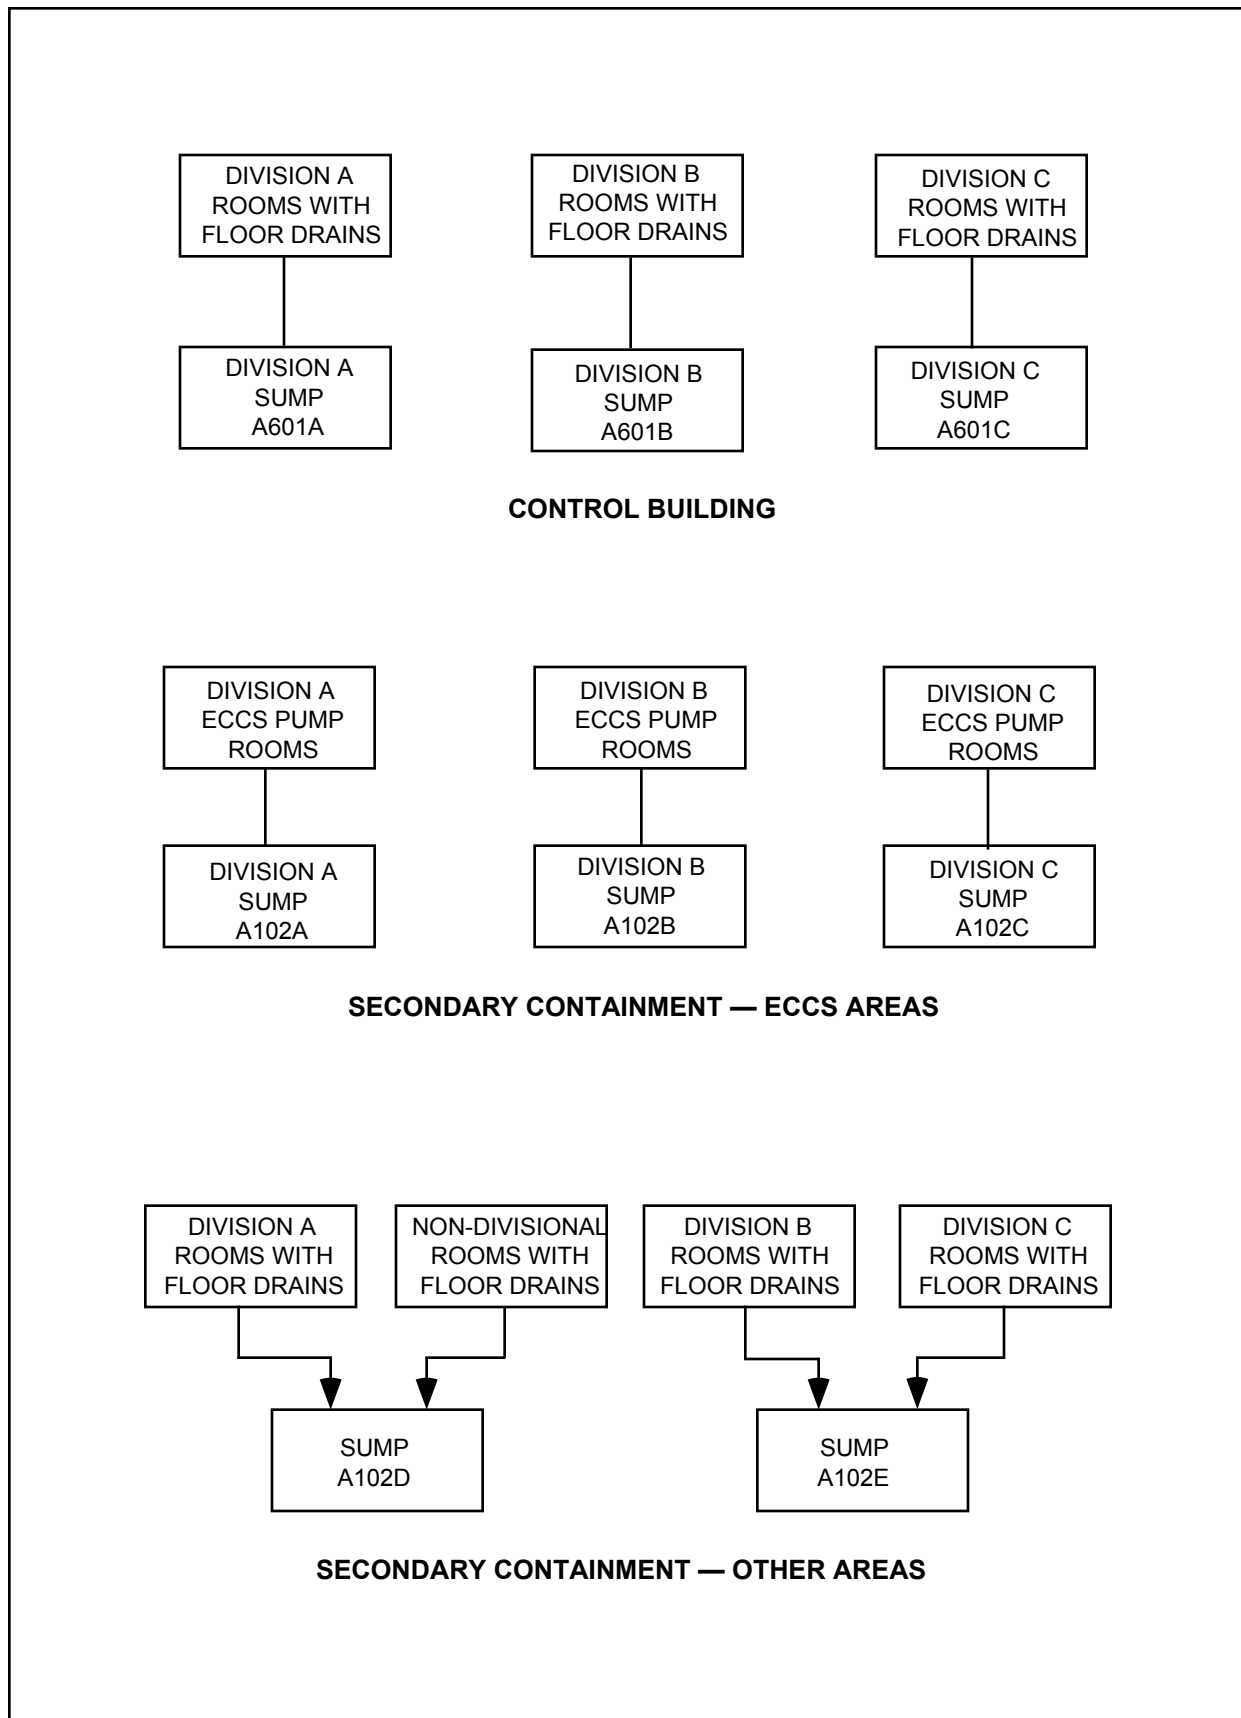 DIVISION A
ROOMS WITH
FLOOR DRAINS
DIVISION B
ROOMS WITH
FLOOR DRAINS
DIVISION C
ROOMS WITH
FLOOR DRAINS
DIVISION A
SUMP
A601A
DIVISION B
SUMP
A601B
DIVISION C
SUMP
A601C
CONTROL BUILDING
DIVISION A
ECCS PUMP
ROOMS
DIVISION B
ECCS PUMP
ROOMS
DIVISION C
ECCS PUMP
ROOMS
DIVISION A
SUMP
A102A
DIVISION B
SUMP
A102B
DIVISION C
SUMP
A102C
SECONDARY CONTAINMENT — ECCS AREAS
DIVISION A
ROOMS WITH
FLOOR DRAINS
NON-DIVISIONAL
ROOMS WITH
FLOOR DRAINS
DIVISION B
ROOMS WITH
FLOOR DRAINS
DIVISION C
ROOMS WITH
FLOOR DRAINS
SUMP
A102D
SUMP
A102E
SECONDARY CONTAINMENT — OTHER AREAS